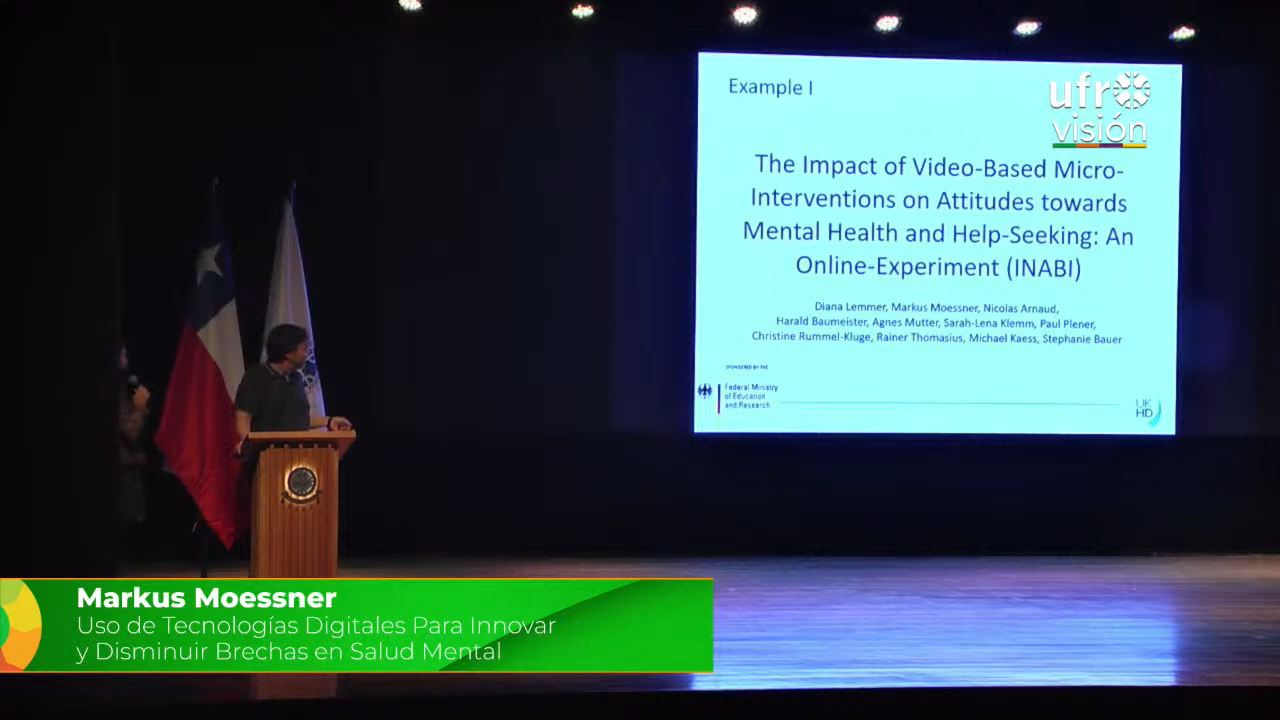 Example I
ufro
visión
The Impact of Video-Based Micro-
Interventions on Attitudes towards
Mental Health and Help-Seeking: An
Online-Experiment (INABI)
Diana Lemmer, Markus Moessner, Nicolas Arnaud,
Harald Baumeister, Agnes Mutter, Sarah-Lena Klemm, Paul Plener,
Christine Rummel-Kluge, Rainer Thomasius, Michael Kaess, Stephanie Bauer
SPONSORED BY THE
Federal Ministry
of Education
and Research
UK
HD
Markus Moessner
Uso de Tecnologías Digitales Para Innovar
y Disminuir Brechas en Salud Mental